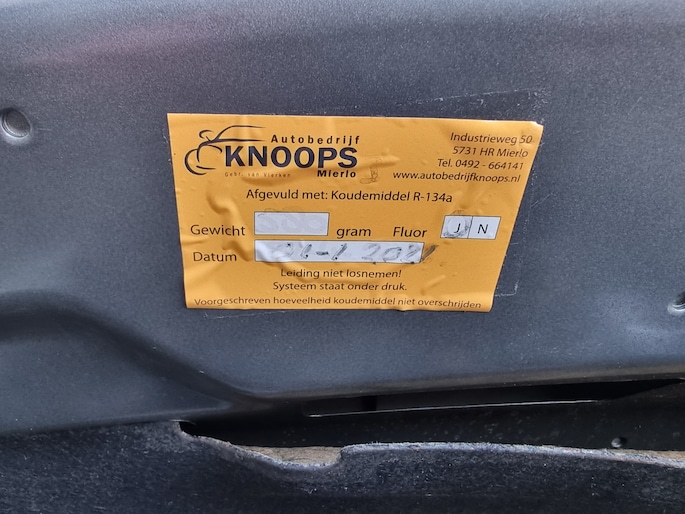 Autobedrijf
KNOOPS
Mierlo
Industrieweg 50
5731 HR Mierlo
Tel. 0492 - 664141
www.autobedrijfknoops.nl
Afgevuld met: Koudemiddel R-134a
Gewicht gram Fluor J N
Datum
Leiding niet losnemen!
Systeem staat onder druk.
Voorgeschreven hoeveelheid koudemiddel niet overschrijden